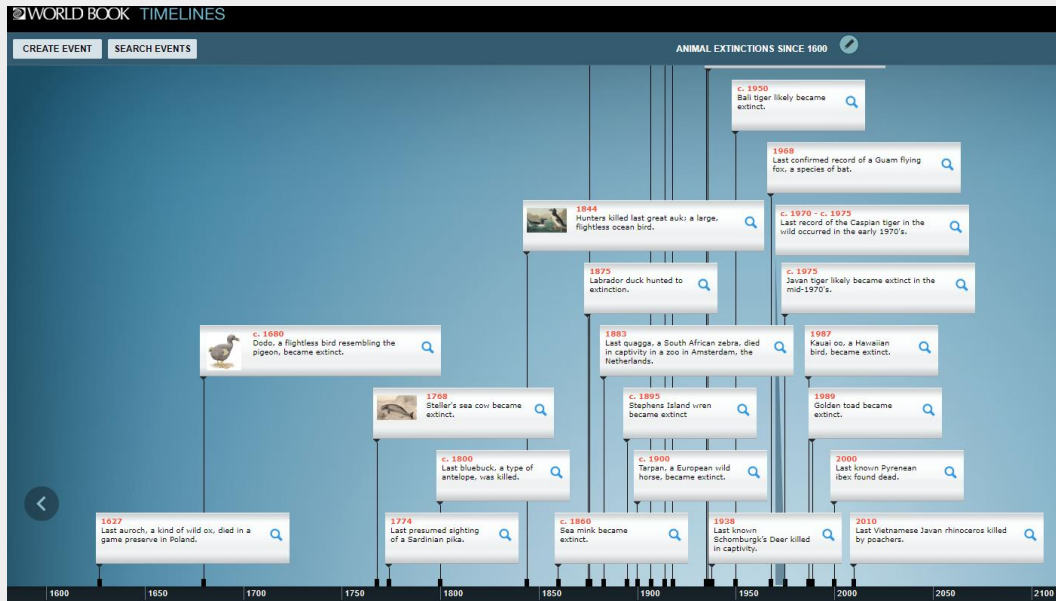 WORLD BOOK TIMELINES
CREATE EVENT
SEARCH EVENTS
ANIMAL EXTINCTIONS SINCE 1600
c. 1950
Bali tiger likely became
extinct.
1968
Last confirmed record of a Guam flying
fox, a species of bat.
1844
Hunters killed last great auk; a large,
flightless ocean bird.
c. 1970 - c. 1975
Last record of the Caspian tiger in the
wild occurred in the early 1970's.
1875
Labrador duck hunted to
extinction.
c. 1975
Javan tiger likely became extinct in the
mid-1970's.
c. 1680
Dodo, a flightless bird resembling the
pigeon, became extinct.
1883
Last quagga, a South African zebra, died
in captivity in a zoo in Amsterdam, the
Netherlands.
1987
Kauai oo, a Hawaiian
bird, became extinct.
1768
Steller's sea cow became
extinct.
c. 1895
Stephens Island wren
became extinct
1989
Golden toad became
extinct.
c. 1800
Last bluebuck, a type of
antelope, was killed.
c. 1900
Tarpan, a European wild
horse, became extinct.
2000
Last known Pyrenean
ibex found dead.
1627
Last auroch, a kind of wild ox, died in a
game preserve in Poland.
1774
Last presumed sighting
of a Sardinian pika.
c. 1860
Sea mink became
extinct.
1938
Last known
Schomburgk's Deer killed
in captivity.
2010
Last Vietnamese Javan rhinoceros killed
by poachers.
1600
1650
1700
1750
1800
1850
1900
1950
2000
2050
2100